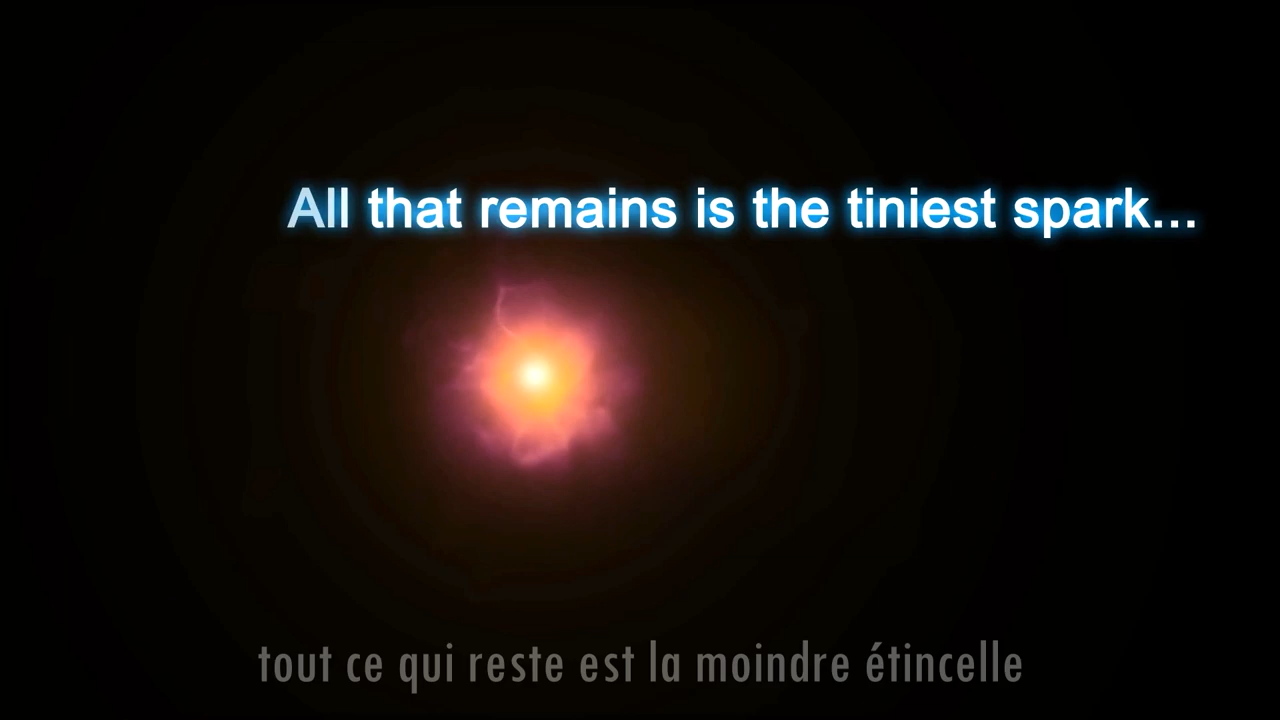 All that remains is the tiniest spark...
tout ce qui reste est la moindre étincelle